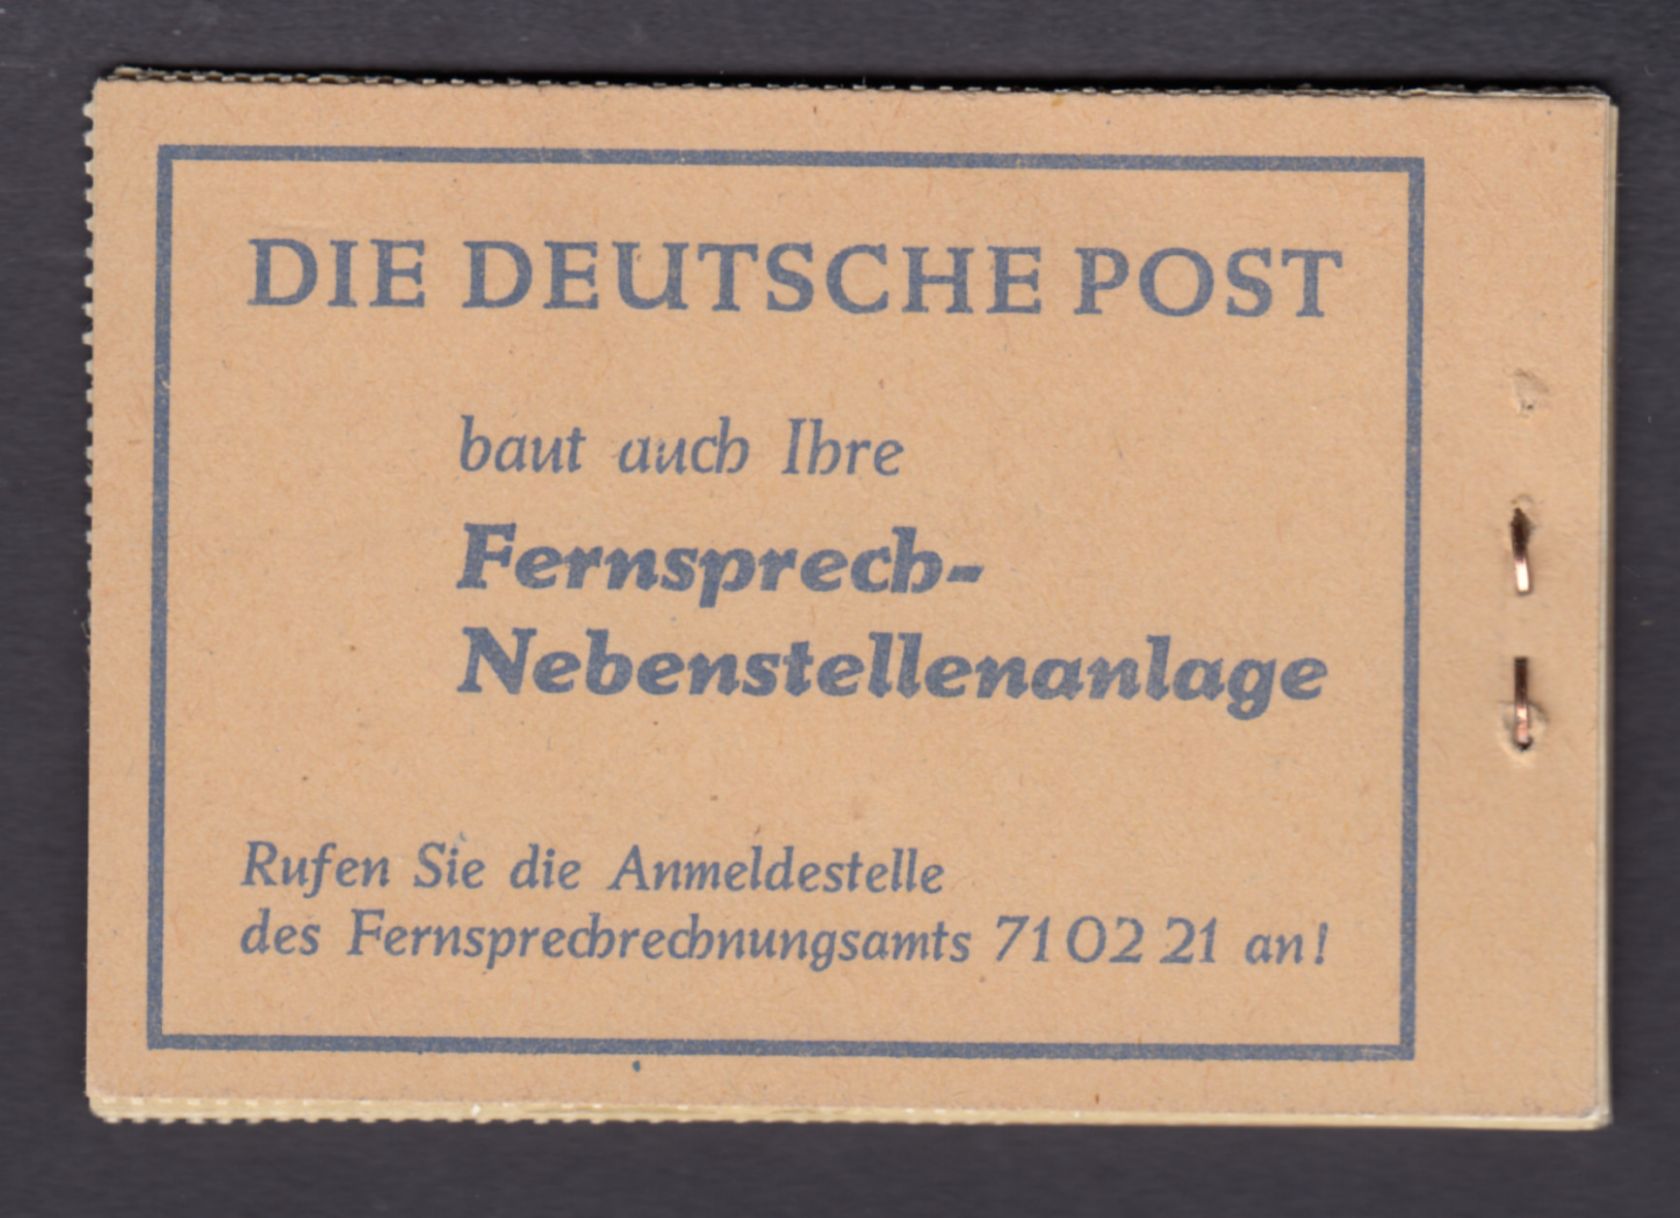 DIE DEUTSCHE POST
baut auch Ihre
Fernsprech-
Nebenstellenanlage
Rufen Sie die Anmeldestelle
des Fernsprechrechnungsamts 71 02 21 an!